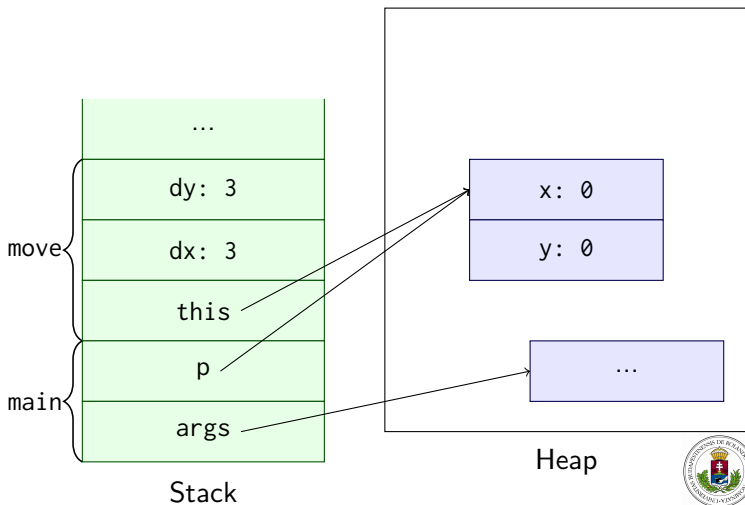 ...
dy: 3
x: 0
move
dx: 3
y: 0
this
p
...
main
args
Heap
Stack